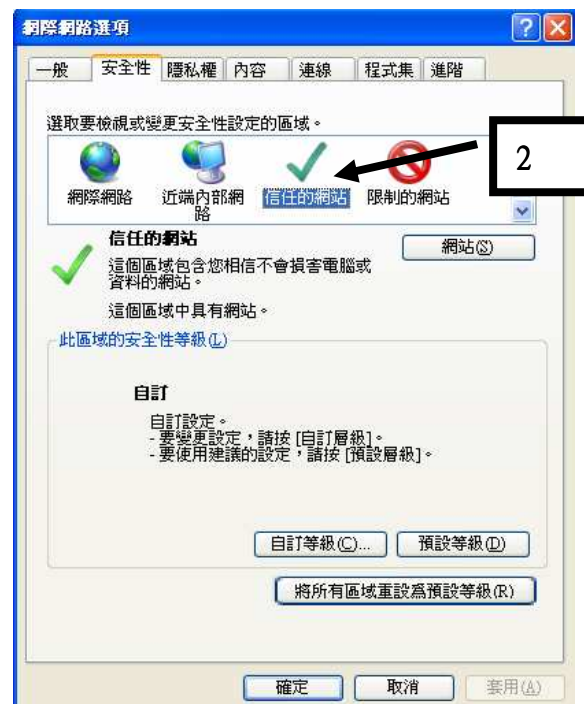 網際網路選項
一般 安全性 隱私權 內容 連線 程式集 進階
選取要檢視或變更安全性設定的區域。
2
網際網路 近端內部網路 信任的網站 限制的網站
信任的網站
網站(S)
這個區域包含您相信不會損害電腦或
資料的網站。
這個區域中具有網站。
此區域的安全性等級(L)
自訂
自訂設定。
- 要變更設定，請按 [自訂層級]。
- 要使用建議的設定，請按 [預設層級]。
自訂等級(C)... 預設等級(D)
將所有區域重設為預設等級(R)
確定 取消 套用(A)